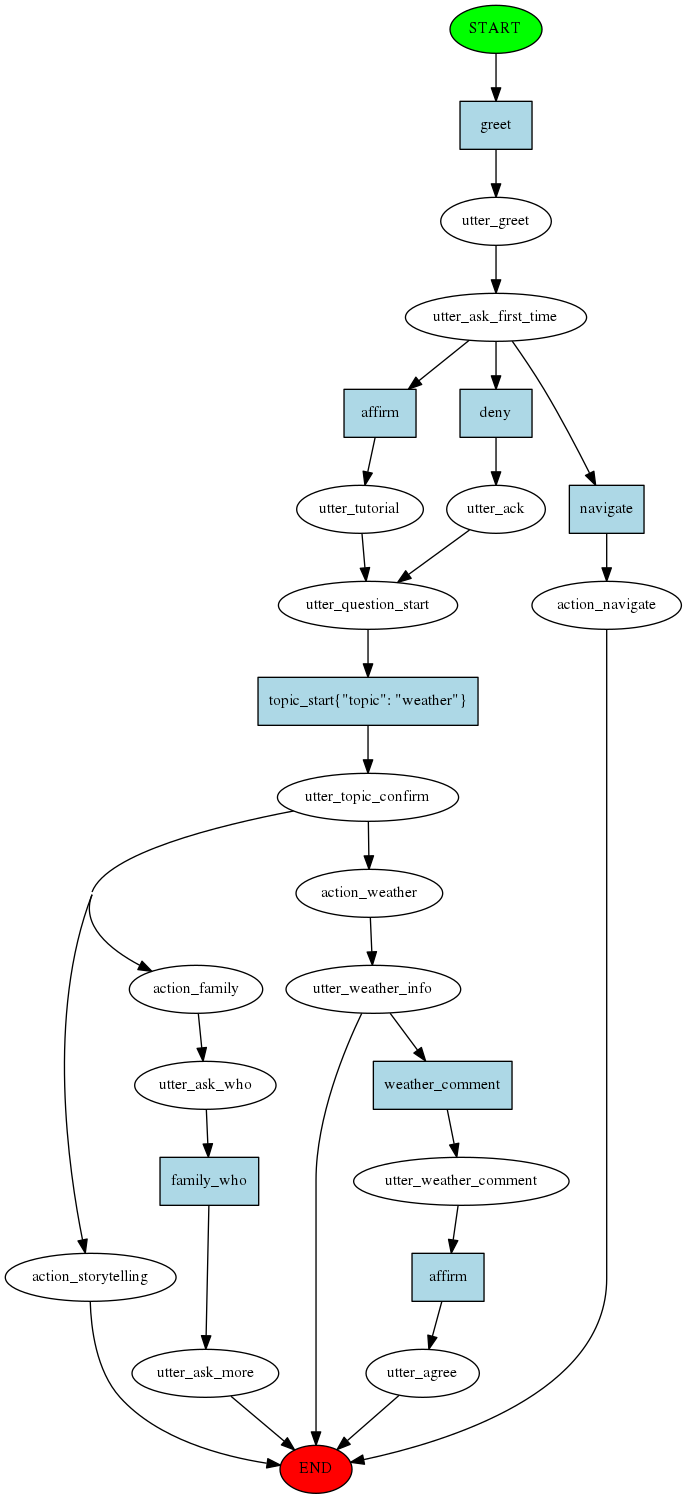 START
greet
utter_greet
utter_ask_first_time
affirm
deny
utter_tutorial
utter_ack
navigate
utter_question_start
action_navigate
topic_start{"topic": "weather"}
utter_topic_confirm
action_weather
action_family
utter_weather_info
utter_ask_who
weather_comment
family_who
utter_weather_comment
action_storytelling
affirm
utter_ask_more
utter_agree
END